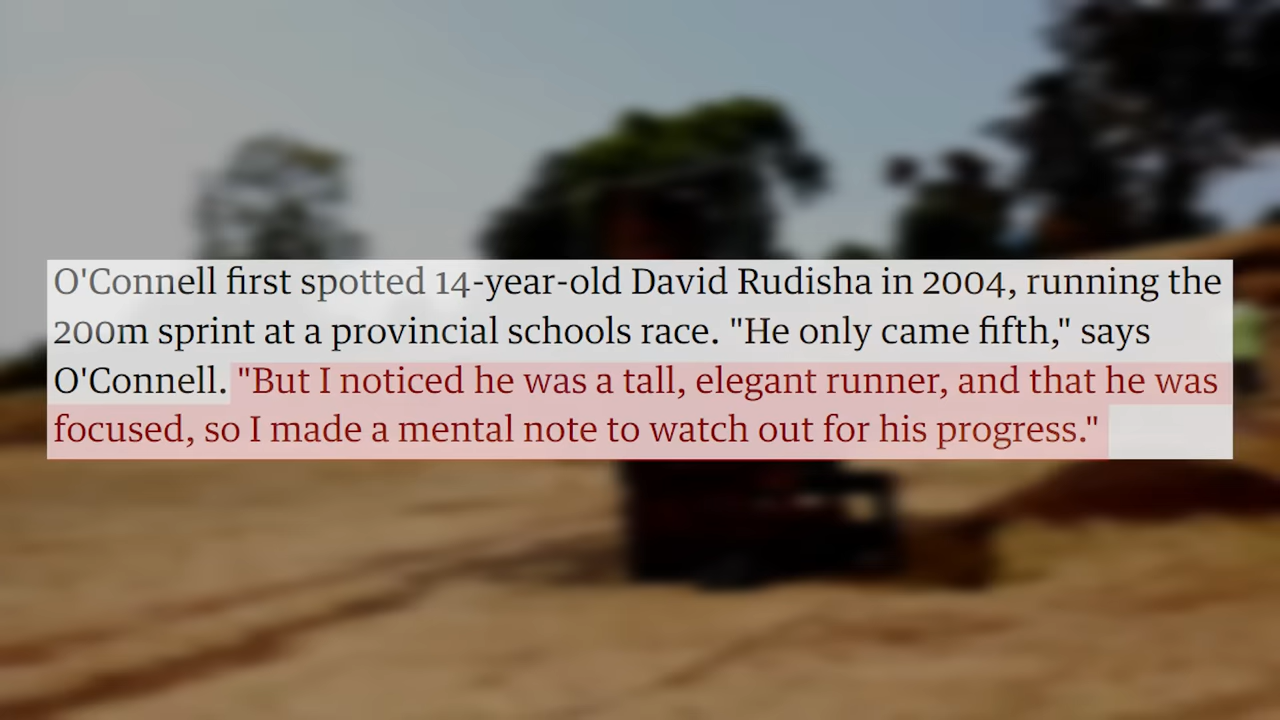 O'Connell first spotted 14-year-old David Rudisha in 2004, running the
200m sprint at a provincial schools race. "He only came fifth," says
O'Connell. "But I noticed he was a tall, elegant runner, and that he was
focused, so I made a mental note to watch out for his progress."